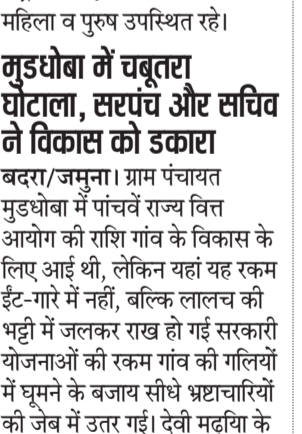 महिला व पुरुष उपस्थित रहे।
मुडधोबा में चबूतरा
घोटाला, सरपंच और सचिव
ने विकास को डकारा
बदरा/जमुना। ग्राम पंचायत
मुडधोबा में पांचवें राज्य वित्त
आयोग की राशि गांव के विकास के
लिए आई थी, लेकिन यहां यह रकम
ईंट-गारे में नहीं, बल्कि लालच की
भट्टी में जलकर राख हो गई सरकारी
योजनाओं की रकम गांव की गलियों
में घूमने के बजाय सीधे भ्रष्टाचारियों
की जेब में उतर गई। देवी मढ़िया के